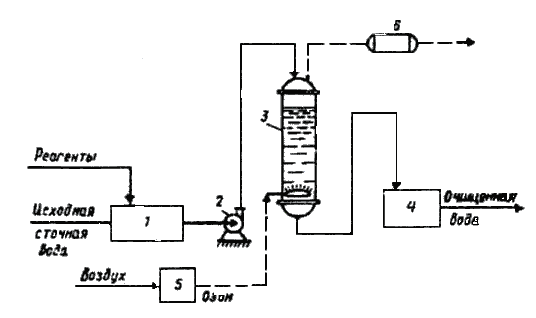 6
3
Реагенты
2
Исходная
сточная
вода
1
4
Очищенная
вода
Воздух
5
Озон